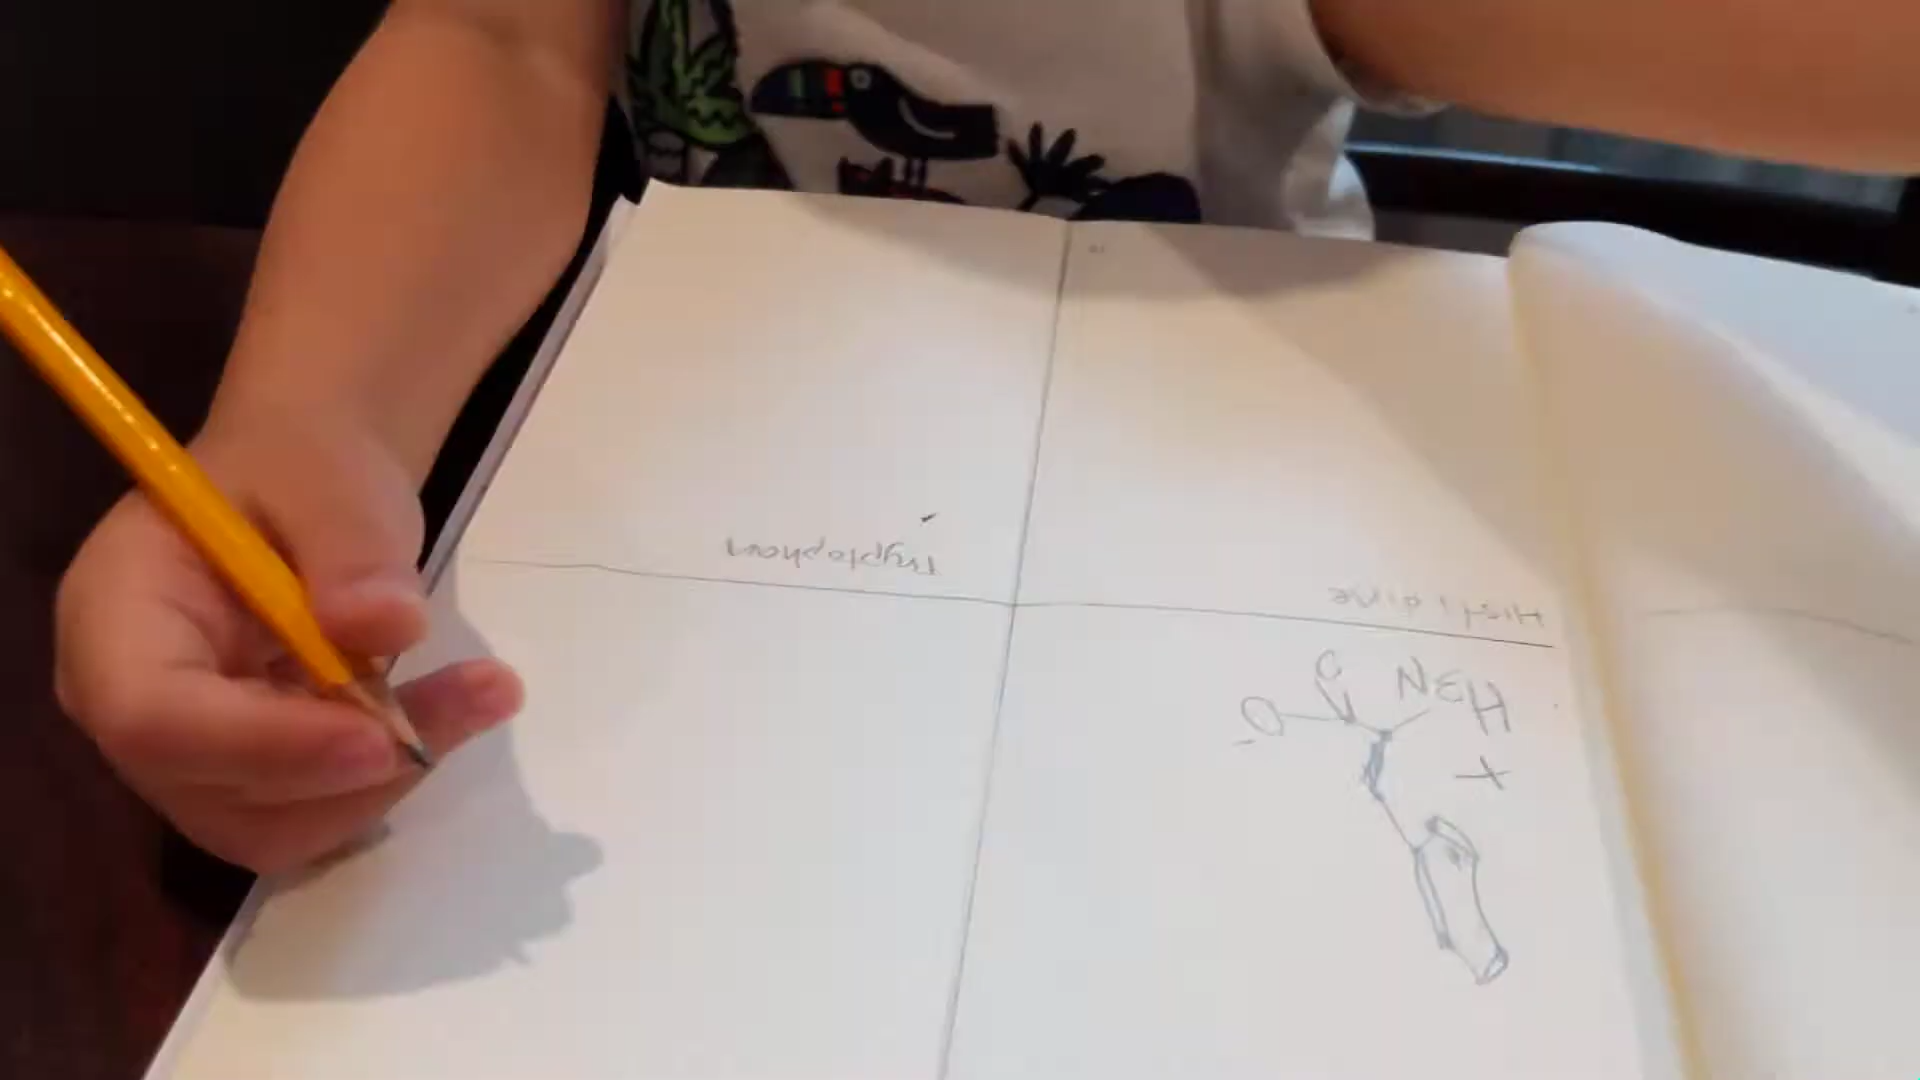 O
H3N
O
-
+
Histidine
Tryptophan